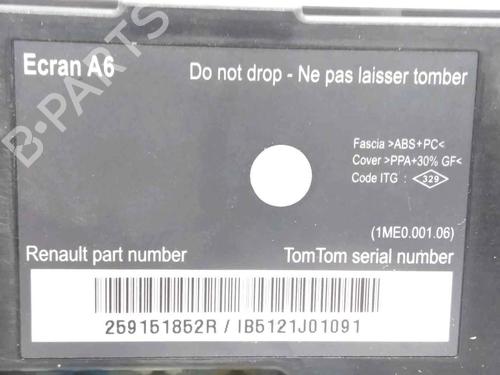 Ecran A6
Do not drop - Ne pas laisser tomber
Fascia >ABS+PC<
Cover >PPA+30% GF<
Code ITG : 329
(1ME0.001.06)
Renault part number
TomTom serial number
259151852R / IB5121J01091
B-PARTS